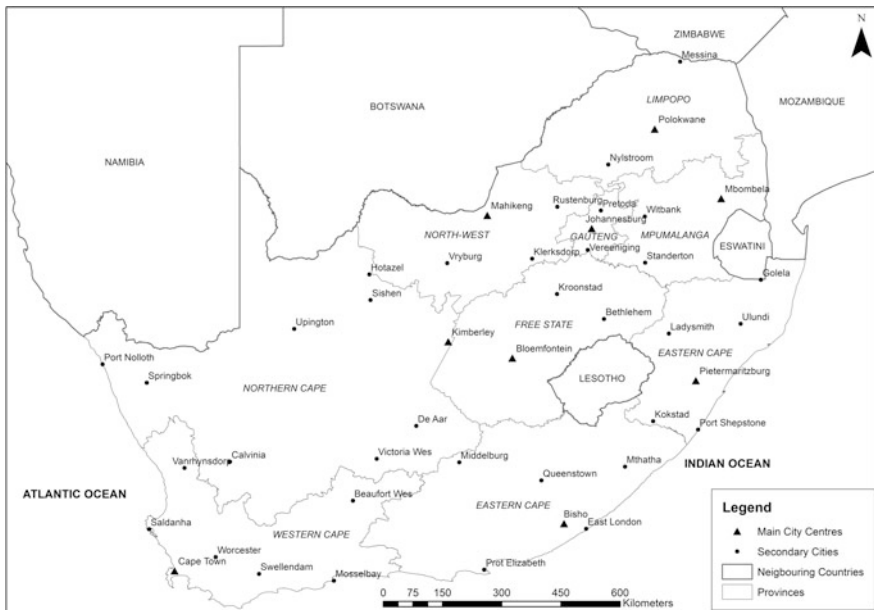 ZIMBABWE
N
Messina
LIMPOPO
BOTSWANA
MOZAMBIQUE
Polokwane
NAMIBIA
Nylstroom
Mbombela
Rustenburg
Pretoria
Mahikeng
Witbank
Johannesburg
NORTH-WEST
GAUTENG
MPUMALANGA
Vereeniging
ESWATINI
Klerksdorp
Vryburg
Standerton
Hotazel
Golela
Kroonstad
Sishen
Bethlehem
Ulundi
Upington
FREE STATE
Ladysmith
Kimberley
Bloemfontein
EASTERN CAPE
Port Nolloth
Pietermaritzburg
Springbok
LESOTHO
NORTHERN CAPE
De Aar
Kokstad
Port Shepstone
Calvinia
Victoria Wes
Middelburg
Mthatha
Vanrhynsdorp
INDIAN OCEAN
Queenstown
ATLANTIC OCEAN
Beaufort Wes
EASTERN CAPE
Saldanha
Bisho
East London
WESTERN CAPE
Legend
Main City Centres
Secondary Cities
Neigbouring Countries
Provinces
Worcester
Cape Town
Swellendam
Mosselbay
Prot Elizabeth
0 75 150 300 450 600
Kilometers